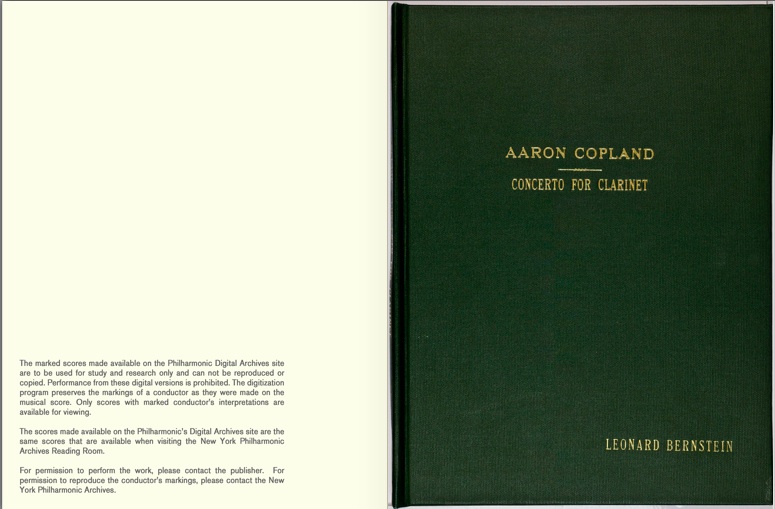 The marked scores made available on the Philharmonic Digital Archives site
are to be used for study and research only and can not be reproduced or
copied. Performance from these digital versions is prohibited. The digitization
program preserves the markings of a conductor as they were made on the
musical score. Only scores with marked conductor's interpretations are
available for viewing.
The scores made available on the Philharmonic's Digital Archives site are the
same scores that are available when visiting the New York Philharmonic
Archives Reading Room.
For permission to perform the work, please contact the publisher. For
permission to reproduce the conductor's markings, please contact the New
York Philharmonic Archives.
AARON COPLAND
CONCERTO FOR CLARINET
LEONARD BERNSTEIN